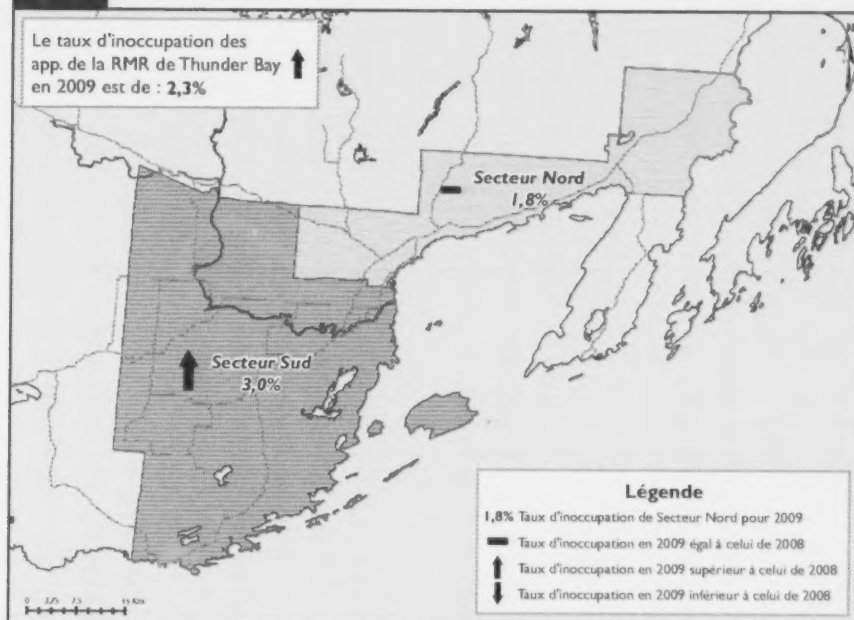 Le taux d'inoccupation des
app. de la RMR de Thunder Bay
en 2009 est de : 2,3%
Secteur Nord
1,8%
Secteur Sud
3,0%
Légende
1,8% Taux d'inoccupation de Secteur Nord pour 2009
Taux d'inoccupation en 2009 égal à celui de 2008
Taux d'inoccupation en 2009 supérieur à celui de 2008
Taux d'inoccupation en 2009 inférieur à celui de 2008